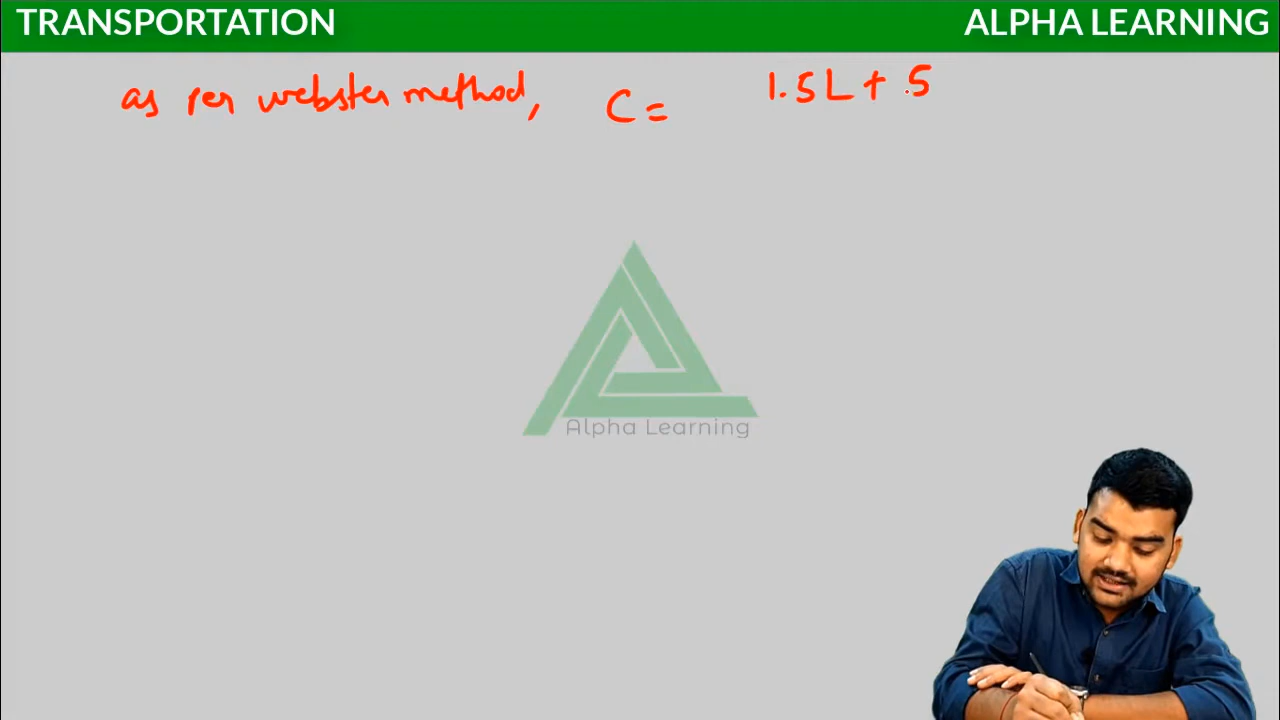 TRANSPORTATION
ALPHA LEARNING
as per webster method, C = 1.5L + 5
Alpha Learning